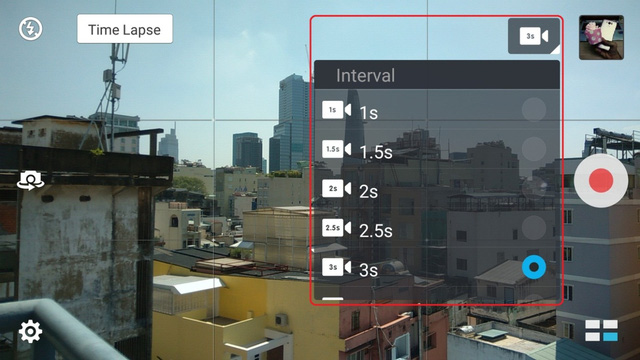 Time Lapse
3s
Interval
1s 1s
1.5s 1.5s
2s 2s
2.5s 2.5s
3s 3s